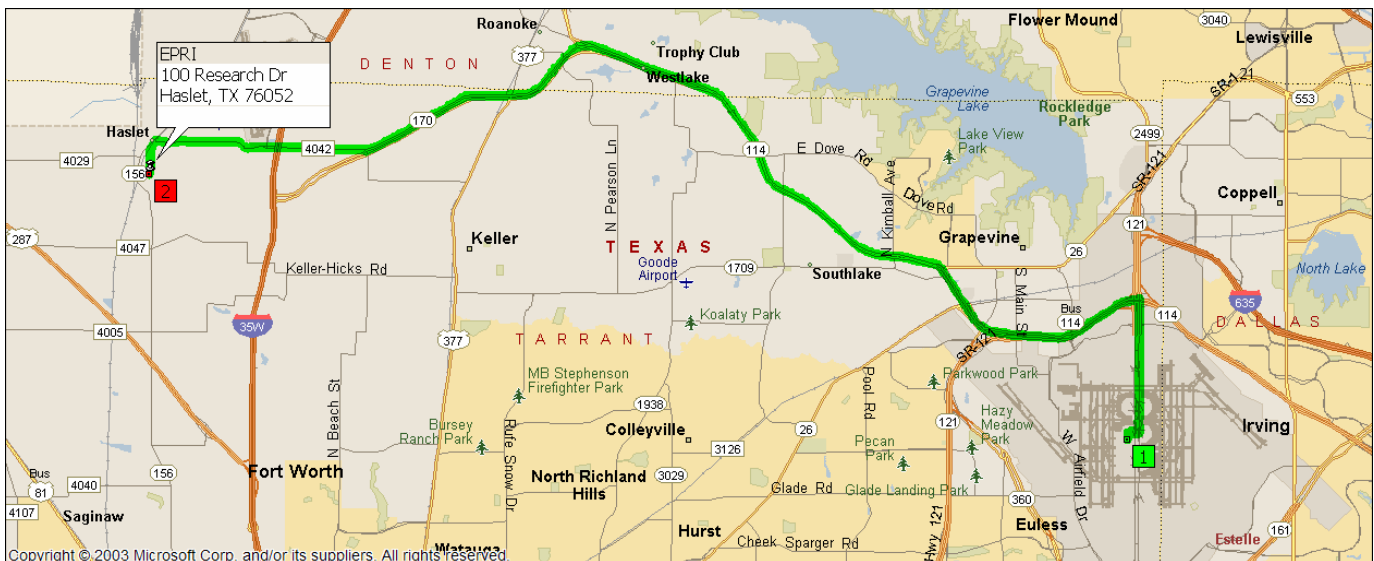 Flower Mound
3040
Lewisville
Roanoke
377
Trophy Club
Westlake
DENTON
EPRI
100 Research Dr
Haslet, TX 76052
Grapevine
Lake
Rockledge
Park
SR-121
553
2499
170
Haslet
4029
156
2
4042
114
E Dove Rd
Lake View
Park
N Pearson Ln
N Kimball Ave
Dove Rd
SR-121
Coppell
287
4047
Keller
TEXAS
Goode
Airport
1709
Southlake
Grapevine
26
121
North Lake
Keller-Hicks Rd
S Main St
635
4005
35W
377
Koalaty Park
Bus
114
114
DALLAS
TARRANT
SR-121
MB Stephenson
Firefighter Park
Parkwood Park
Pool Rd
N Beach St
1938
Bursey
Ranch Park
Rufe Snow Dr
Colleyville
26
121
Hazy
Meadow
Park
Irving
3126
Pecan
Park
W Airfield Dr
1
Fort Worth
156
North Richland
Hills
3029
Glade Rd
Glade Landing Park
Bus
81
4040
4107
Saginaw
Hurst
Hwy 121
360
Euless
161
Estelle
Watauga
Cheek Sparger Rd
Copyright © 2003 Microsoft Corp. and/or its suppliers. All rights reserved.